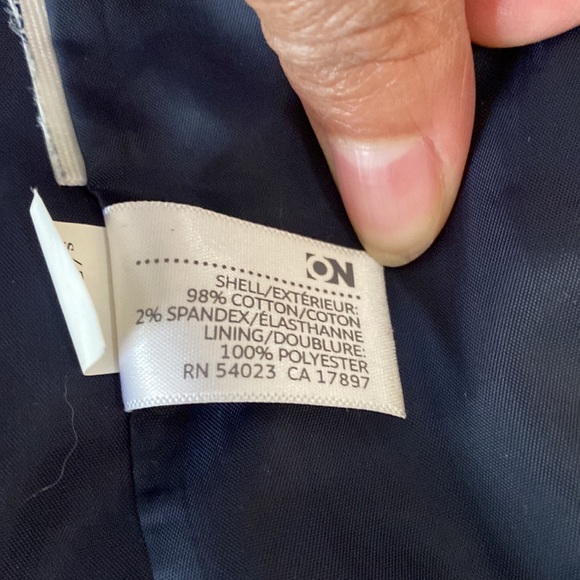 ON
SHELL/EXTÉRIEUR:
98% COTTON/COTON
2% SPANDEX/ÉLASTHANNE
LINING/DOUBLURE:
100% POLYESTER
RN 54023 CA 17897